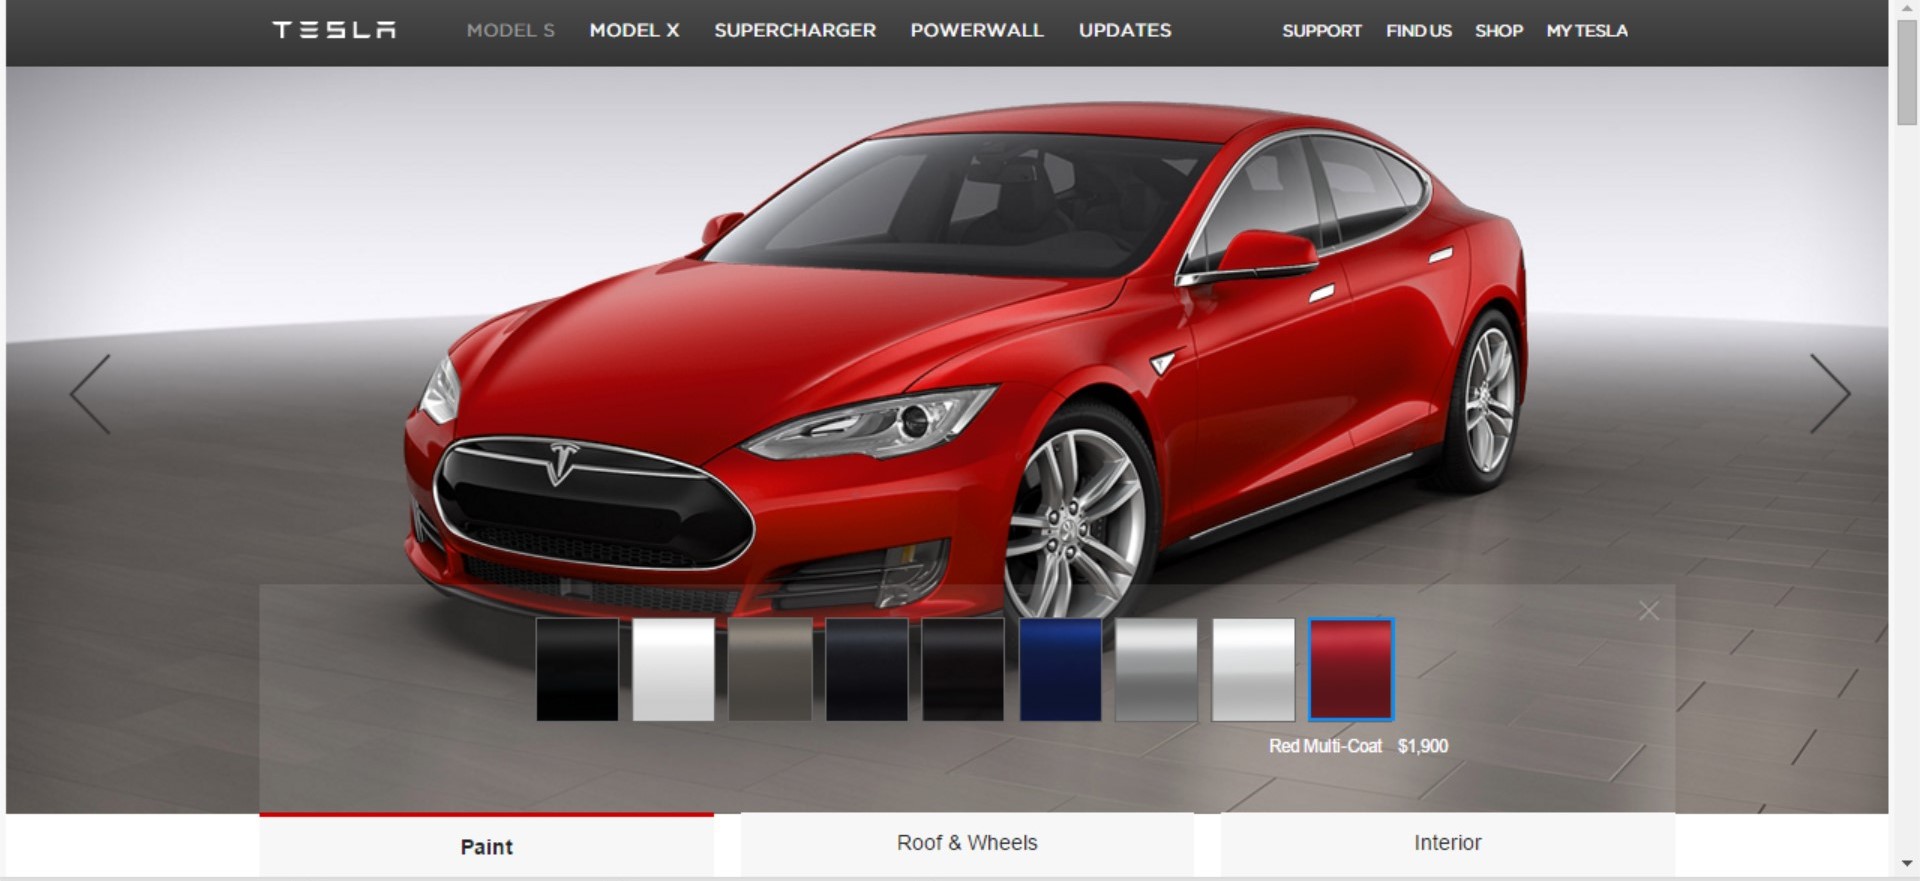 TESLA MODEL S MODEL X SUPERCHARGER POWERWALL UPDATES SUPPORT FIND US SHOP MY TESLA
Red Multi-Coat $1,900
Paint Roof & Wheels Interior